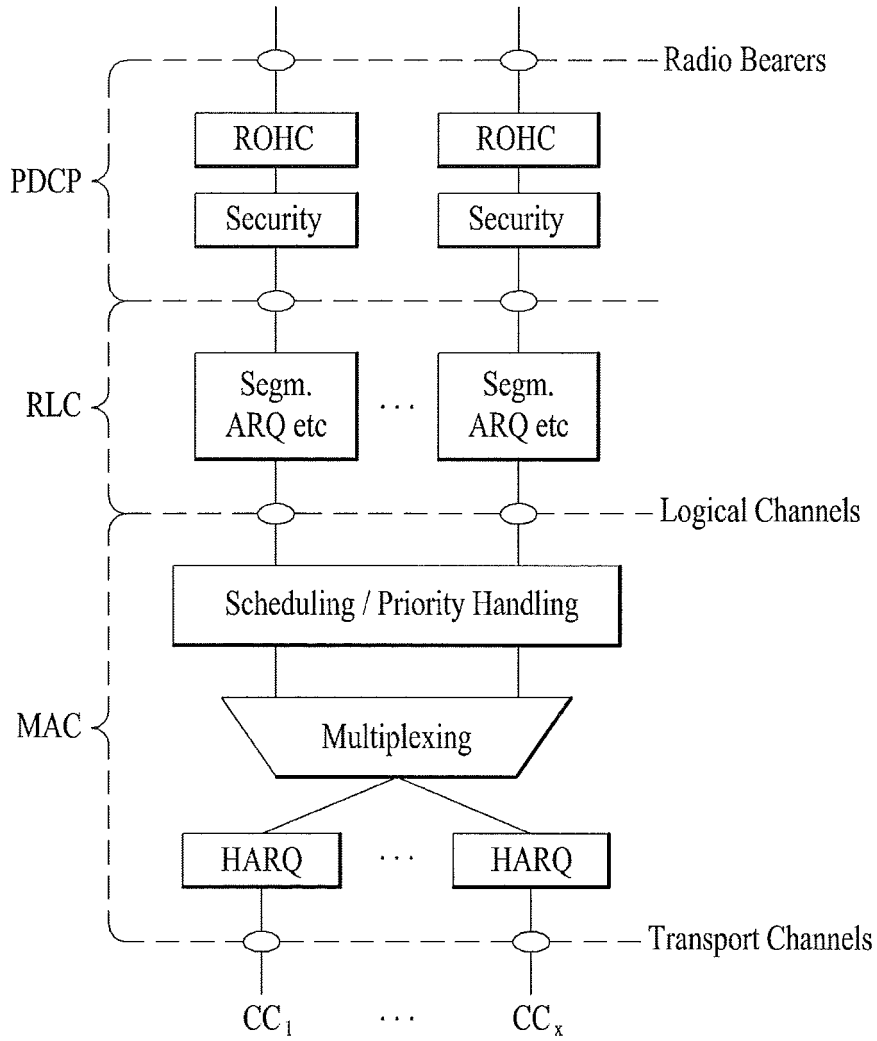 Radio Bearers
ROHC
ROHC
PDCP
Security
Security
Segm.
ARQ etc
Segm.
ARQ etc
RLC
...
Logical Channels
Scheduling / Priority Handling
MAC
Multiplexing
HARQ
...
HARQ
Transport Channels
CC1
...
CCx